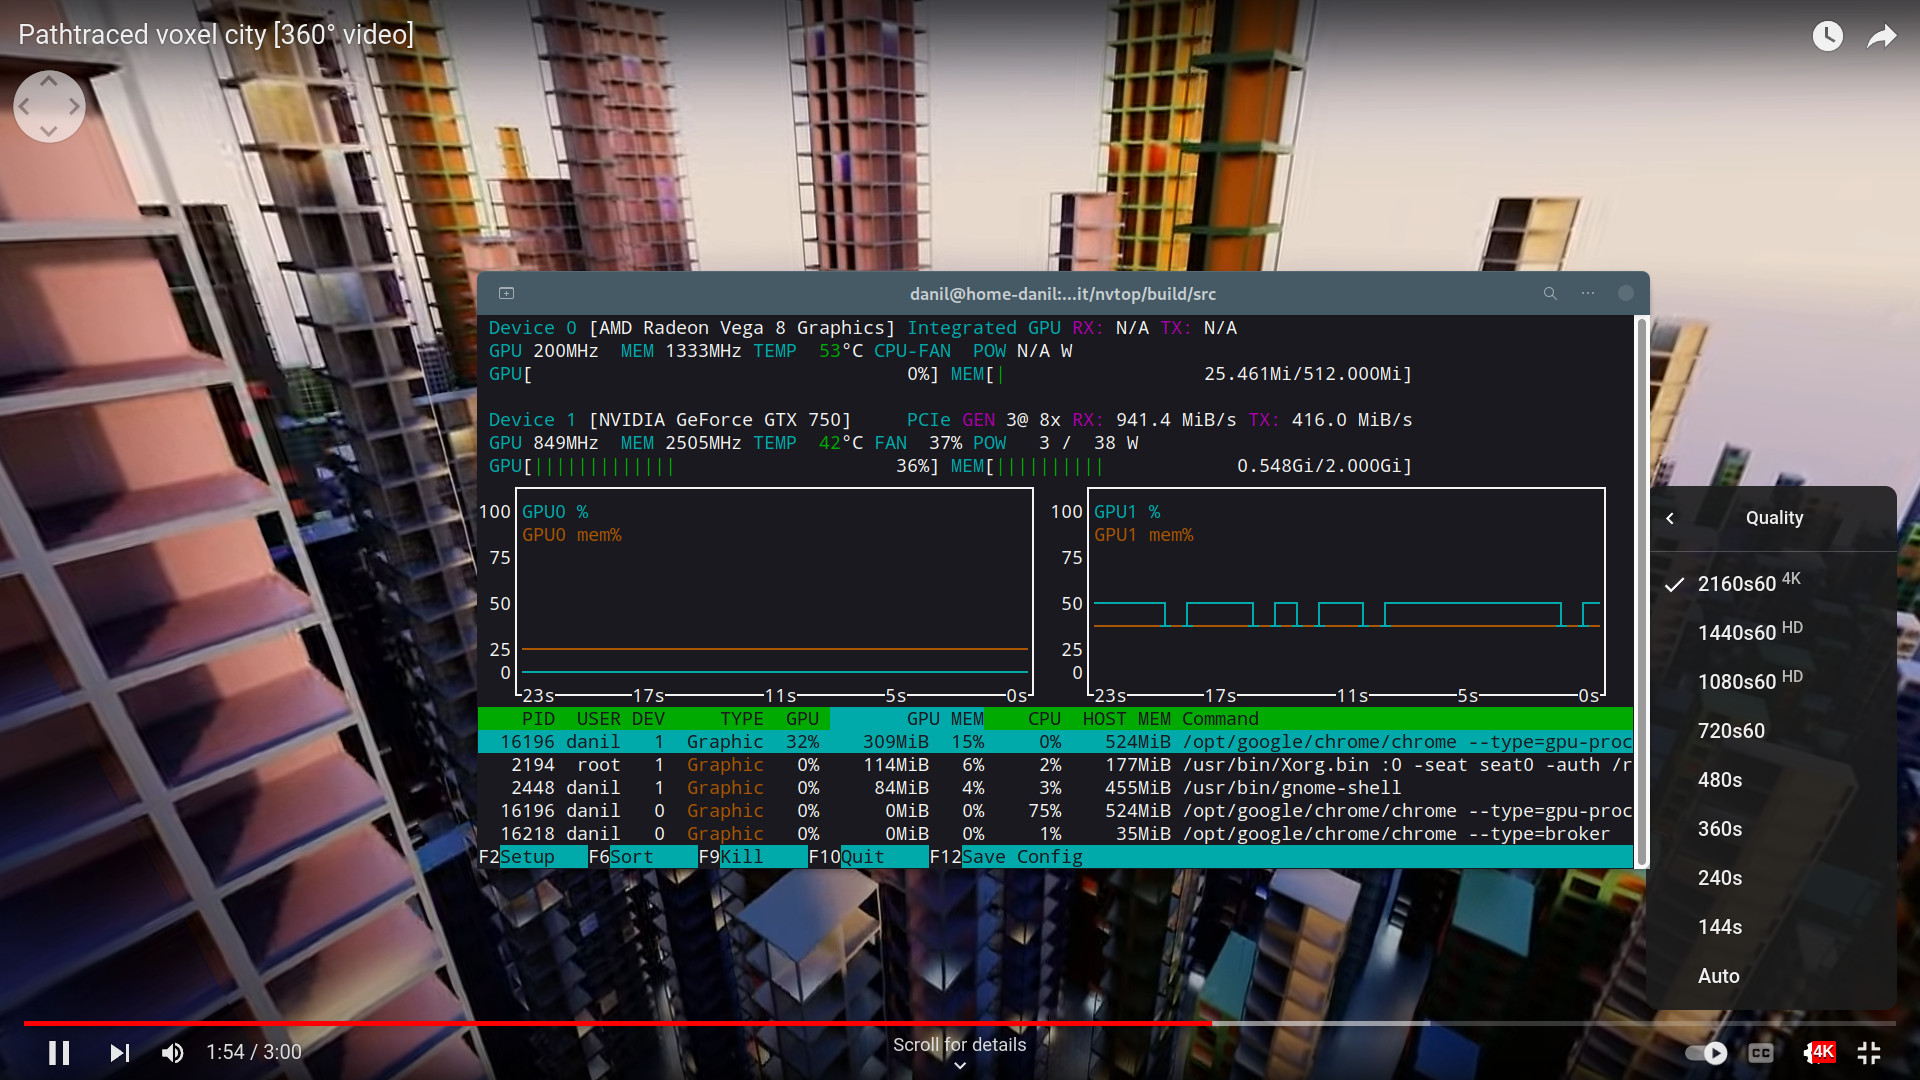 Pathtraced voxel city [360° video]
danil@home-danil:...it/nvtop/build/src
Device 0 [AMD Radeon Vega 8 Graphics] Integrated GPU RX: N/A TX: N/A
GPU 200MHz MEM 1333MHz TEMP 53°C CPU-FAN POW N/A W
GPU[ 0%] MEM[| 25.461Mi/512.000Mi]
Device 1 [NVIDIA GeForce GTX 750] PCIe GEN 3@ 8x RX: 941.4 MiB/s TX: 416.0 MiB/s
GPU 849MHz MEM 2505MHz TEMP 42°C FAN 37% POW 3 / 38 W
GPU[||||||||||||| 36%] MEM[|||||||||| 0.548Gi/2.000Gi]
100 GPU0 %
GPU0 mem%
75
50
25
0
23s 17s 11s 5s 0s
100 GPU1 %
GPU1 mem%
75
50
25
0
23s 17s 11s 5s 0s
PID USER DEV TYPE GPU GPU MEM CPU HOST MEM Command
16196 danil 1 Graphic 32% 309MiB 15% 0% 524MiB /opt/google/chrome/chrome --type=gpu-proc
2194 root 1 Graphic 0% 114MiB 6% 2% 177MiB /usr/bin/Xorg.bin :0 -seat seat0 -auth /r
2448 danil 1 Graphic 0% 84MiB 4% 3% 455MiB /usr/bin/gnome-shell
16196 danil 0 Graphic 0% 0MiB 0% 75% 524MiB /opt/google/chrome/chrome --type=gpu-proc
16218 danil 0 Graphic 0% 0MiB 0% 1% 35MiB /opt/google/chrome/chrome --type=broker
F2Setup F6Sort F9Kill F10Quit F12Save Config
Quality
2160s60 4K
1440s60 HD
1080s60 HD
720s60
480s
360s
240s
144s
Auto
1:54 / 3:00
Scroll for details
CC
4K